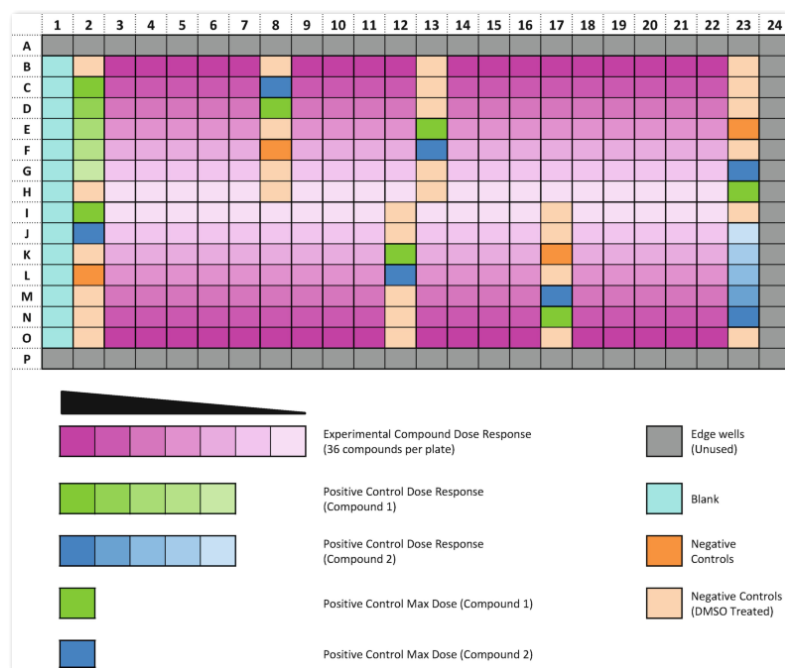 1 2 3 4 5 6 7 8 9 10 11 12 13 14 15 16 17 18 19 20 21 22 23 24
A
B
C
D
E
F
G
H
I
J
K
L
M
N
O
P
Experimental Compound Dose Response
(36 compounds per plate)
Edge wells
(Unused)
Positive Control Dose Response
(Compound 1)
Blank
Positive Control Dose Response
(Compound 2)
Negative
Controls
Positive Control Max Dose (Compound 1)
Negative Controls
(DMSO Treated)
Positive Control Max Dose (Compound 2)